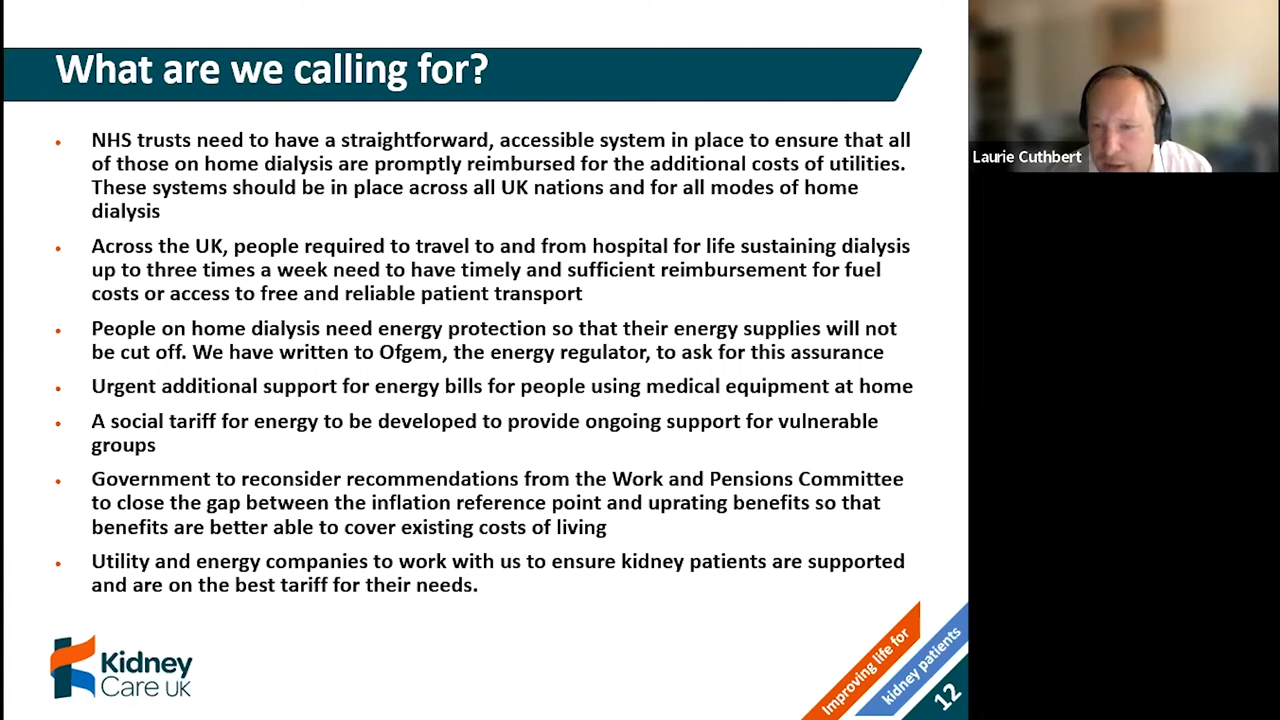 What are we calling for?
• NHS trusts need to have a straightforward, accessible system in place to ensure that all
of those on home dialysis are promptly reimbursed for the additional costs of utilities.
These systems should be in place across all UK nations and for all modes of home
dialysis
• Across the UK, people required to travel to and from hospital for life sustaining dialysis
up to three times a week need to have timely and sufficient reimbursement for fuel
costs or access to free and reliable patient transport
• People on home dialysis need energy protection so that their energy supplies will not
be cut off. We have written to Ofgem, the energy regulator, to ask for this assurance
• Urgent additional support for energy bills for people using medical equipment at home
• A social tariff for energy to be developed to provide ongoing support for vulnerable
groups
• Government to reconsider recommendations from the Work and Pensions Committee
to close the gap between the inflation reference point and uprating benefits so that
benefits are better able to cover existing costs of living
• Utility and energy companies to work with us to ensure kidney patients are supported
and are on the best tariff for their needs.
Kidney
Care UK
Improving life for
kidney patients
12
Laurie Cuthbert